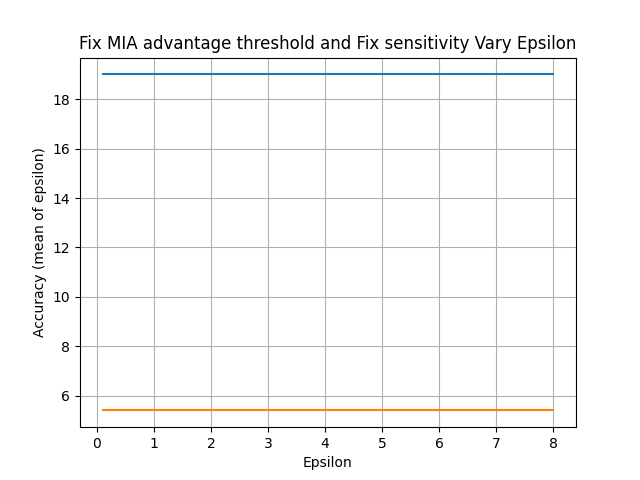 Fix MIA advantage threshold and Fix sensitivity Vary Epsilon
Accuracy (mean of epsilon)
18
16
14
12
10
8
6
0 1 2 3 4 5 6 7 8
Epsilon